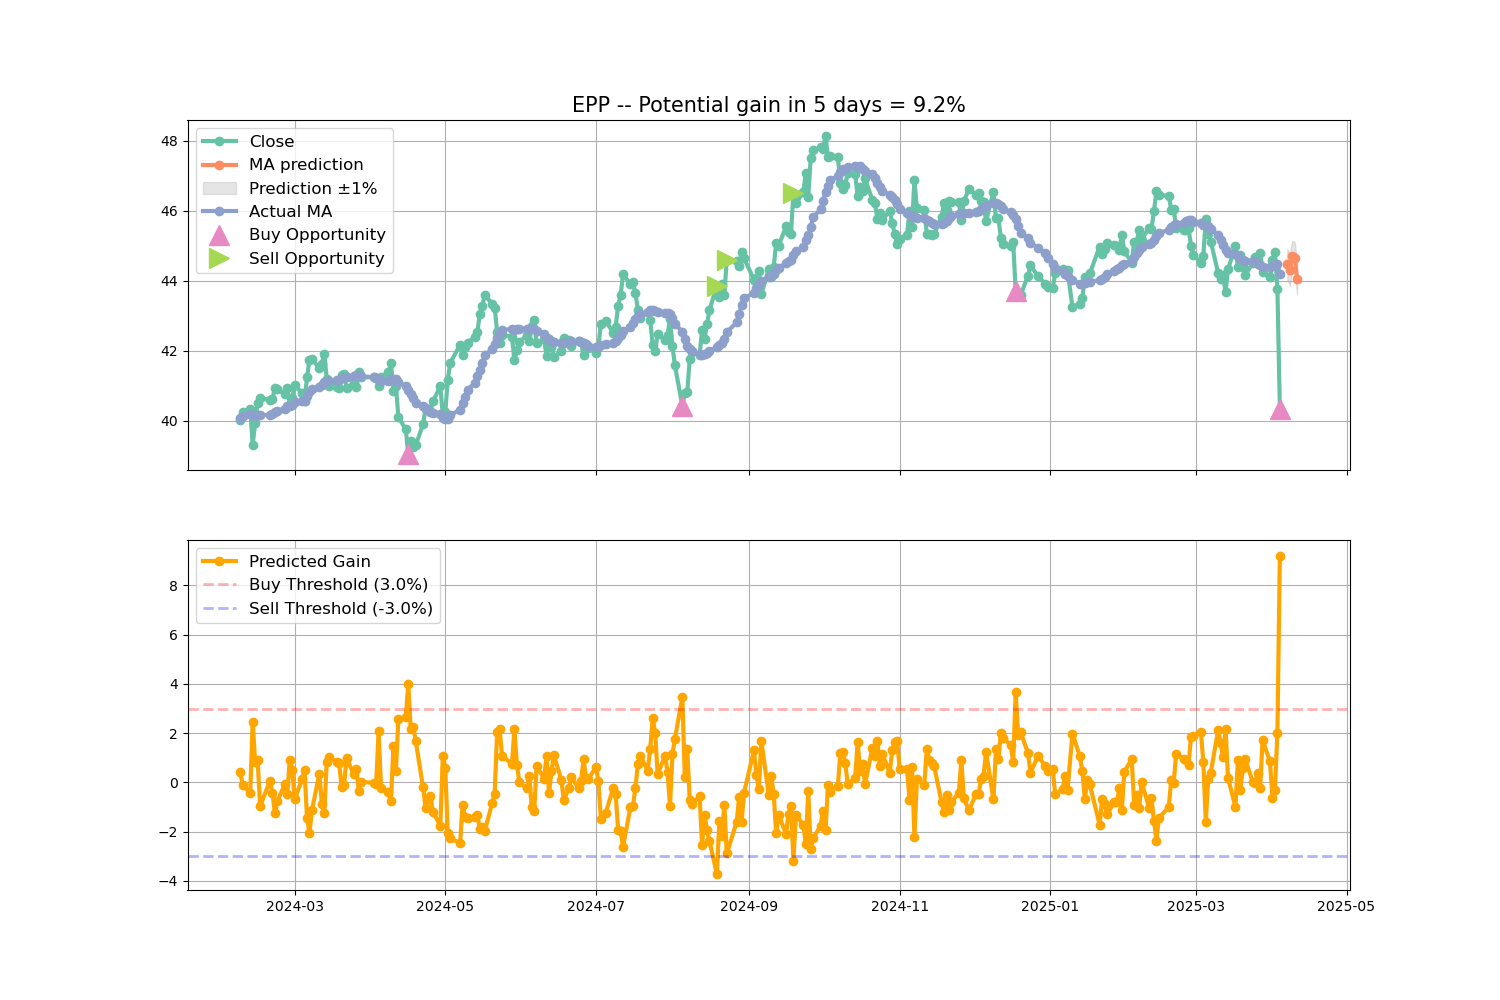 EPP -- Potential gain in 5 days = 9.2%
Close
MA prediction
Prediction ±1%
Actual MA
Buy Opportunity
Sell Opportunity
48
46
44
42
40
Predicted Gain
Buy Threshold (3.0%)
Sell Threshold (-3.0%)
8
6
4
2
0
−2
−4
2024-03
2024-05
2024-07
2024-09
2024-11
2025-01
2025-03
2025-05